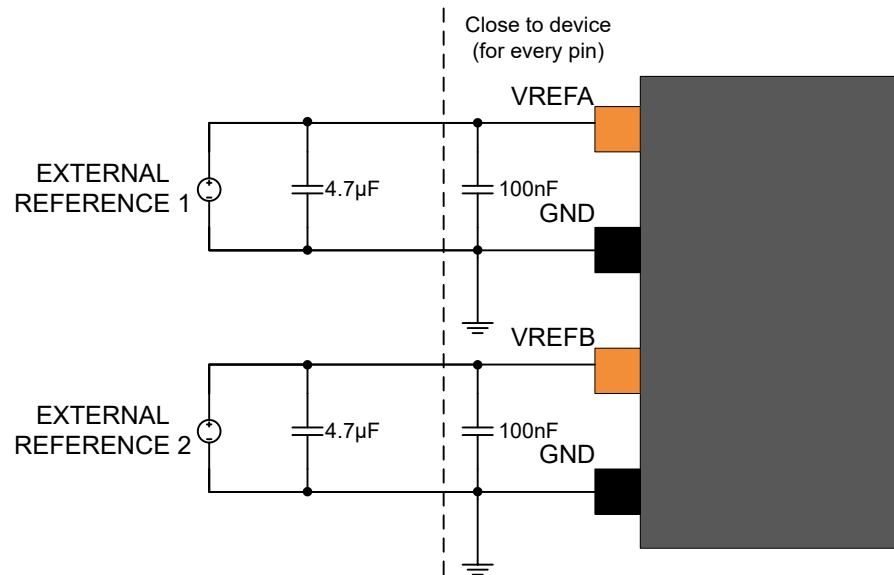 Close to device
(for every pin)
VREFA
EXTERNAL
REFERENCE 1
4.7µF
100nF
GND
VREFB
EXTERNAL
REFERENCE 2
4.7µF
100nF
GND